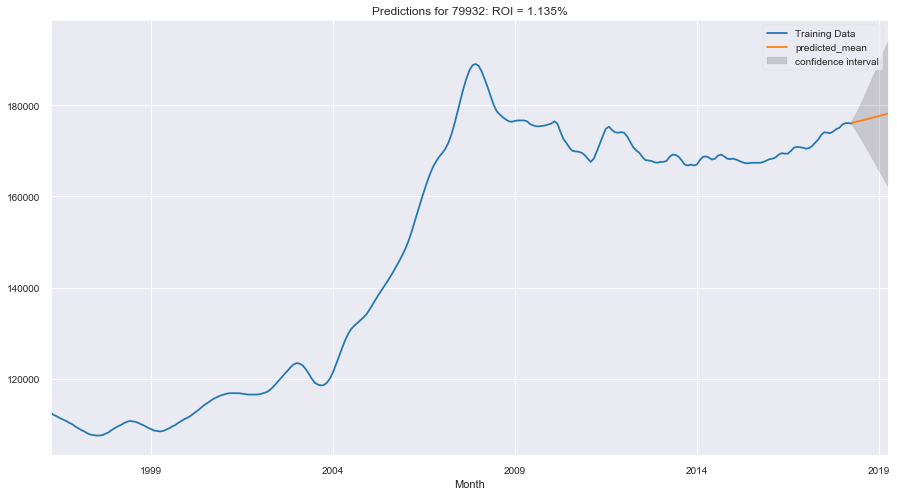 Predictions for 79932: ROI = 1.135%
Training Data
predicted_mean
confidence interval
180000
160000
140000
120000
1999
2004
2009
2014
2019
Month